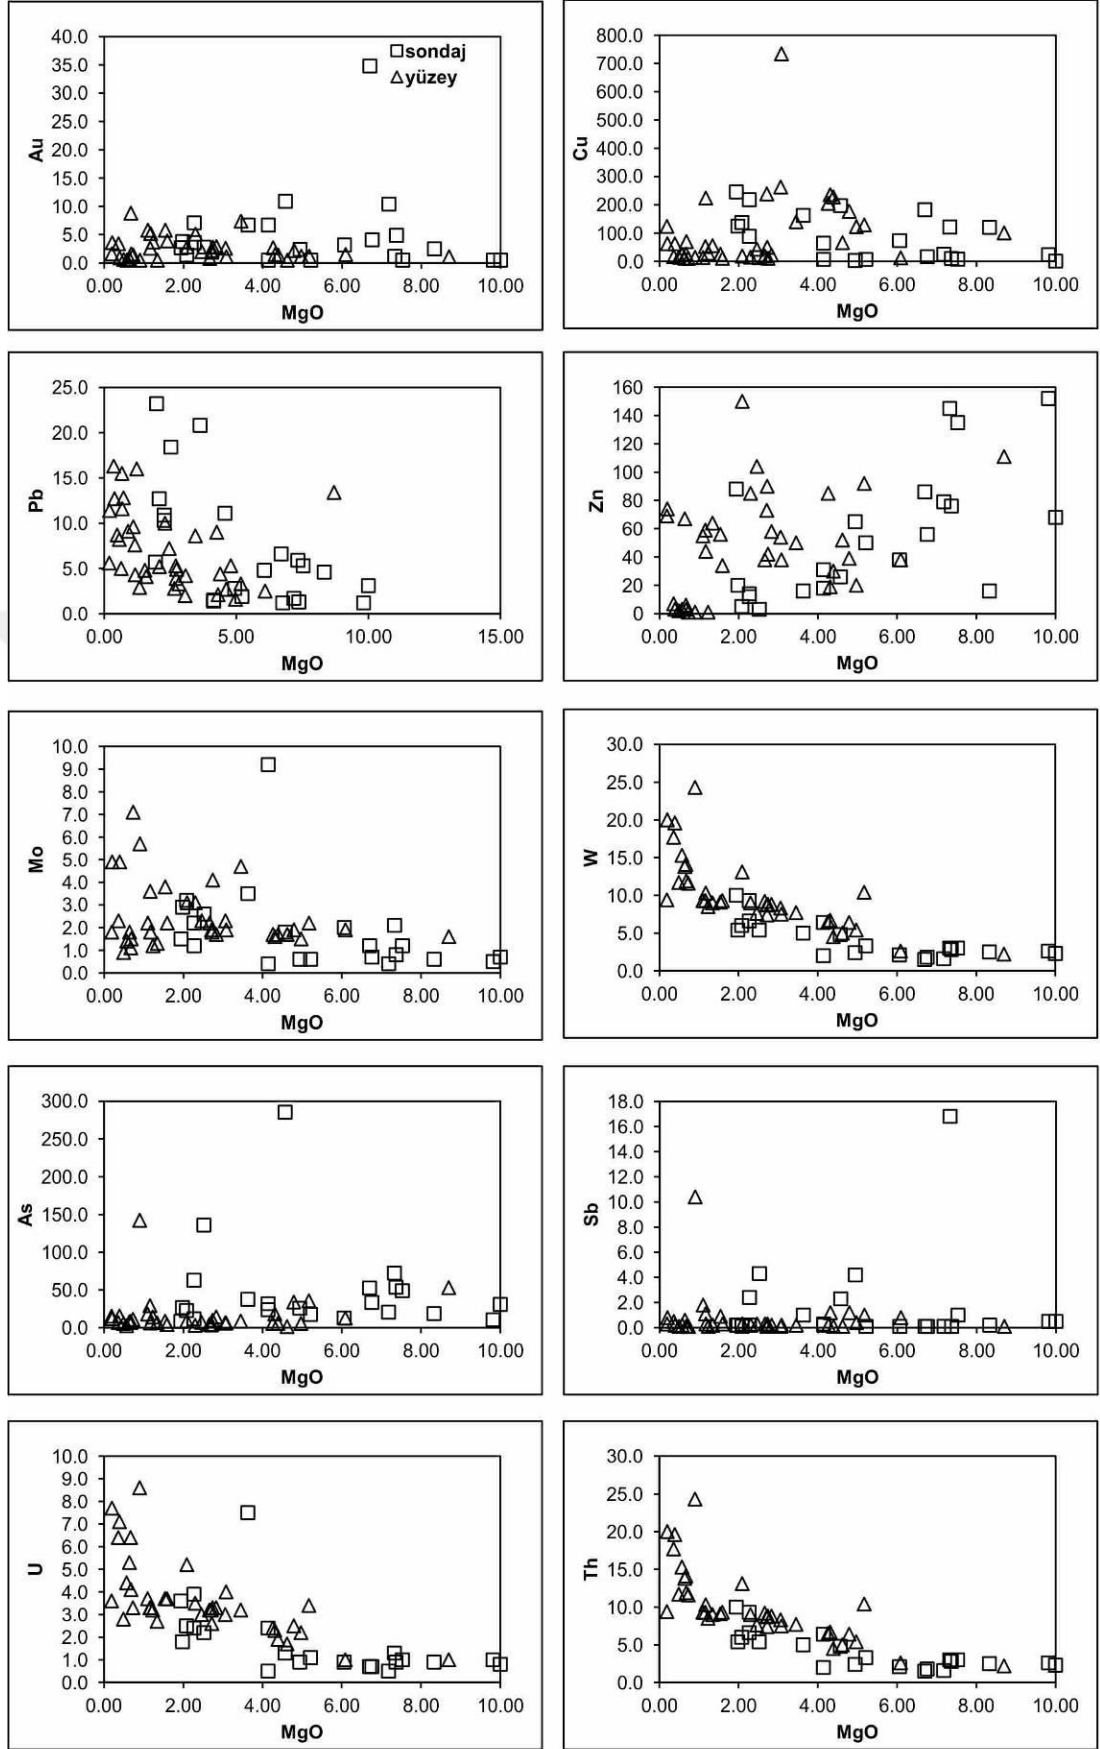 40.0
35.0
30.0
25.0
20.0
15.0
10.0
5.0
0.0
Au
□sondaj
△yüzey
0.00 2.00 4.00 6.00 8.00 10.00
MgO
800.0
700.0
600.0
500.0
400.0
300.0
200.0
100.0
0.0
Cu
0.00 2.00 4.00 6.00 8.00 10.00
MgO
25.0
20.0
15.0
10.0
5.0
0.0
Pb
0.00 5.00 10.00 15.00
MgO
160
140
120
100
80
60
40
20
0
Zn
0.00 2.00 4.00 6.00 8.00 10.00
MgO
10.0
9.0
8.0
7.0
6.0
5.0
4.0
3.0
2.0
1.0
0.0
Mo
0.00 2.00 4.00 6.00 8.00 10.00
MgO
30.0
25.0
20.0
15.0
10.0
5.0
0.0
W
0.00 2.00 4.00 6.00 8.00 10.00
MgO
300.0
250.0
200.0
150.0
100.0
50.0
0.0
As
0.00 2.00 4.00 6.00 8.00 10.00
MgO
18.0
16.0
14.0
12.0
10.0
8.0
6.0
4.0
2.0
0.0
Sb
0.00 2.00 4.00 6.00 8.00 10.00
MgO
10.0
9.0
8.0
7.0
6.0
5.0
4.0
3.0
2.0
1.0
0.0
U
0.00 2.00 4.00 6.00 8.00 10.00
MgO
30.0
25.0
20.0
15.0
10.0
5.0
0.0
Th
0.00 2.00 4.00 6.00 8.00 10.00
MgO